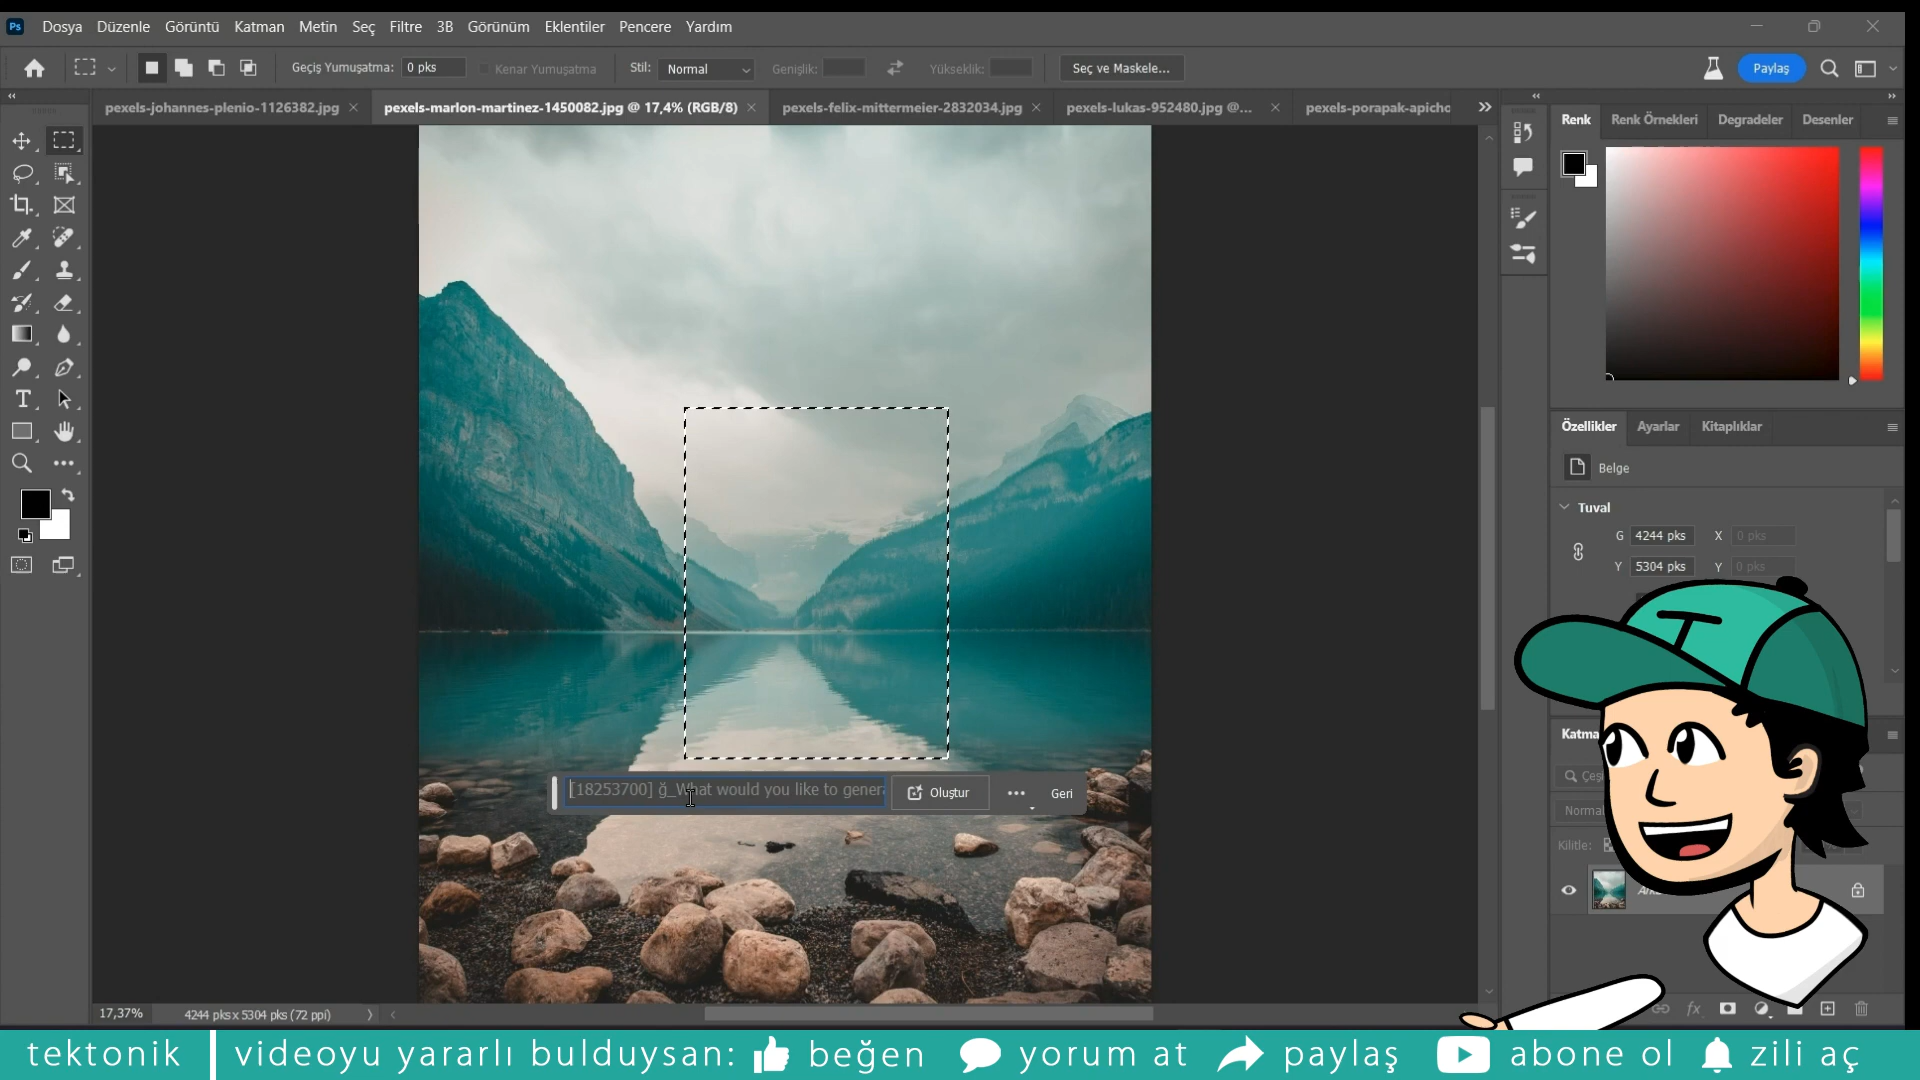 Ps Dosya Düzenle Görüntü Katman Metin Seç Filtre 3B Görünüm Eklentiler Pencere Yardım
Geçiş Yumuşatma: 0 pks Kenar Yumuşatma Stil: Normal Genişlik: Yükseklik: Seç ve Maskele... Paylaş
pexels-johannes-plenio-1126382.jpg pexels-marlon-martinez-1450082.jpg @ 17,4% (RGB/8) pexels-felix-mittermeier-2832034.jpg pexels-lukas-952480.jpg @... pexels-porapak-apicho
Renk Renk Örnekleri Degradeler Desenler
Özellikler Ayarlar Kitaplıklar
Belge
Tuval
G 4244 pks X 0 pks
Y 5304 pks Y 0 pks
T
Katma
[18253700] ğ_What would you like to genera Oluştur Geri
Normal
Kilitle:
17,37% 4244 pks x 5304 pks (72 ppi)
fx
tektonik videoyu yararlı bulduysan: beğen yorum at paylaş abone ol zili aç